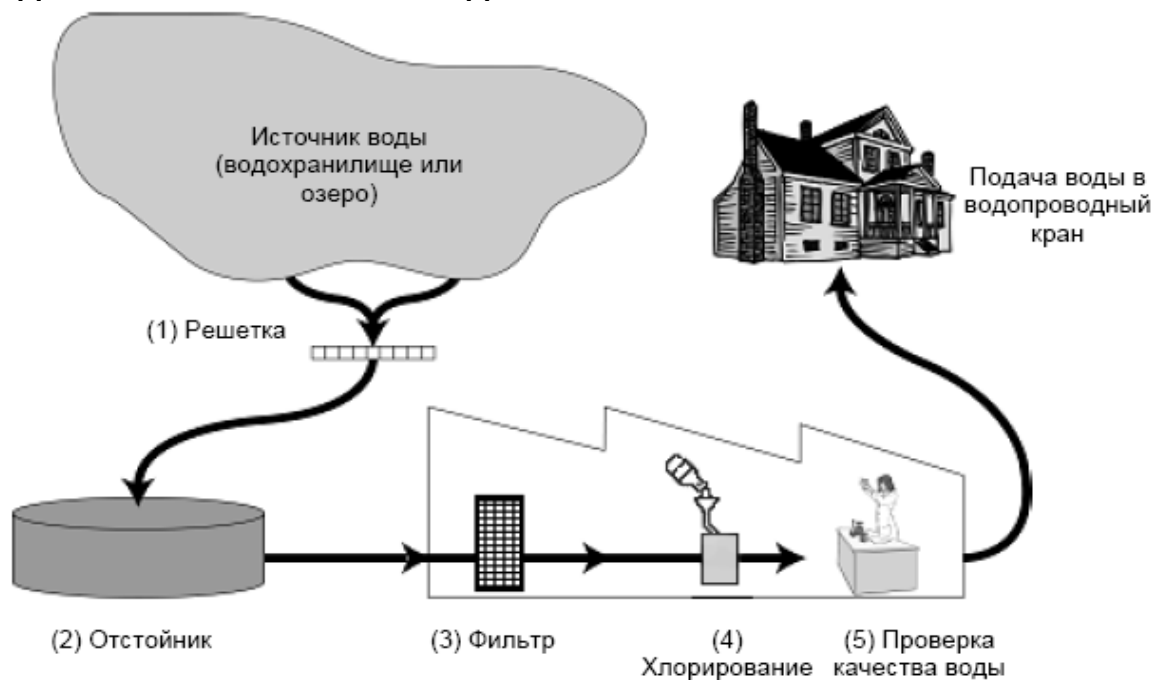 Источник воды
(водохранилище или
озеро)
Подача воды в
водопроводный
кран
(1) Решетка
(2) Отстойник
(3) Фильтр
(4)
Хлорирование
(5) Проверка
качества воды